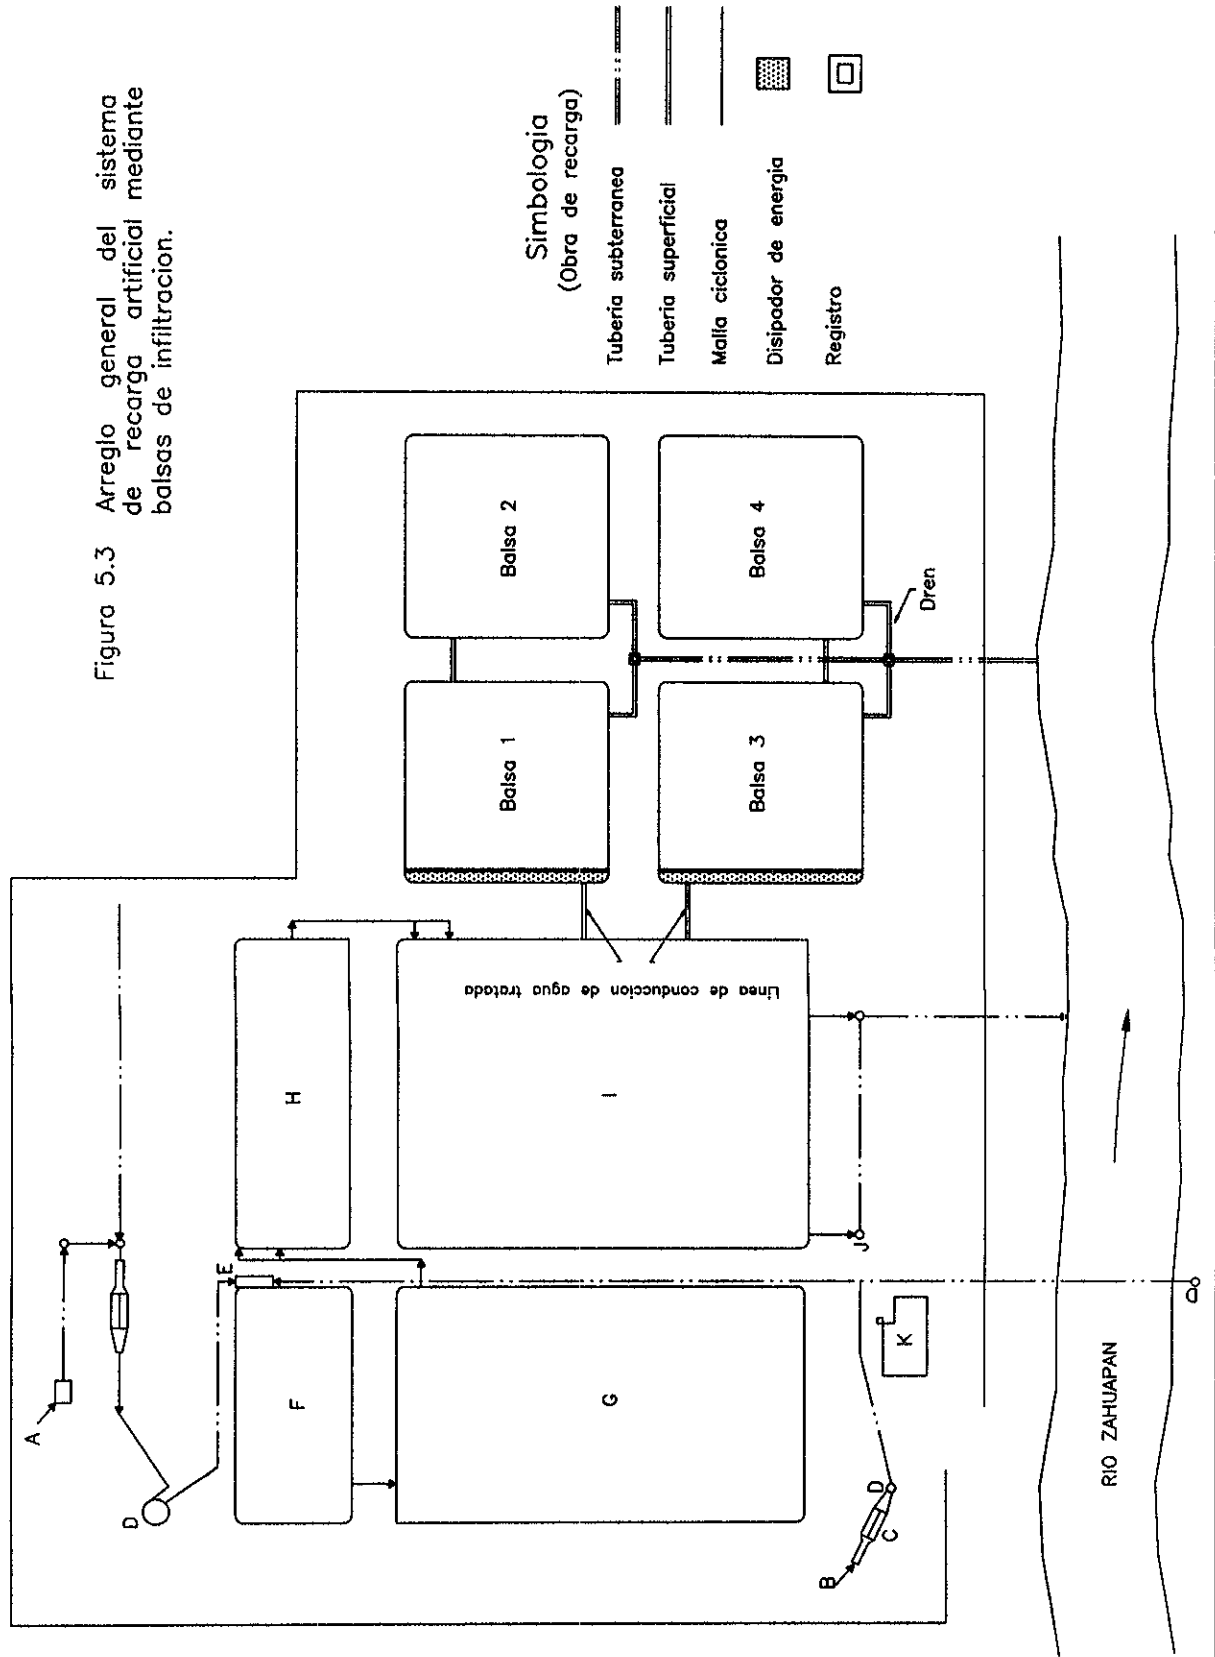 Figura 5.3 Arreglo general del sistema
de recarga artificial mediante
balsas de infiltracion.
Simbologia
(Obra de recarga)
Tuberia subterranea
Tuberia superficial
Malla ciclonica
Disipador de energia
Registro
Balsa 1
Balsa 2
Balsa 3
Balsa 4
Dren
Linea de conduccion de agua tratada
A
D
E
F
H
G
I
J
K
B
C
D
d
RIO ZAHUAPAN